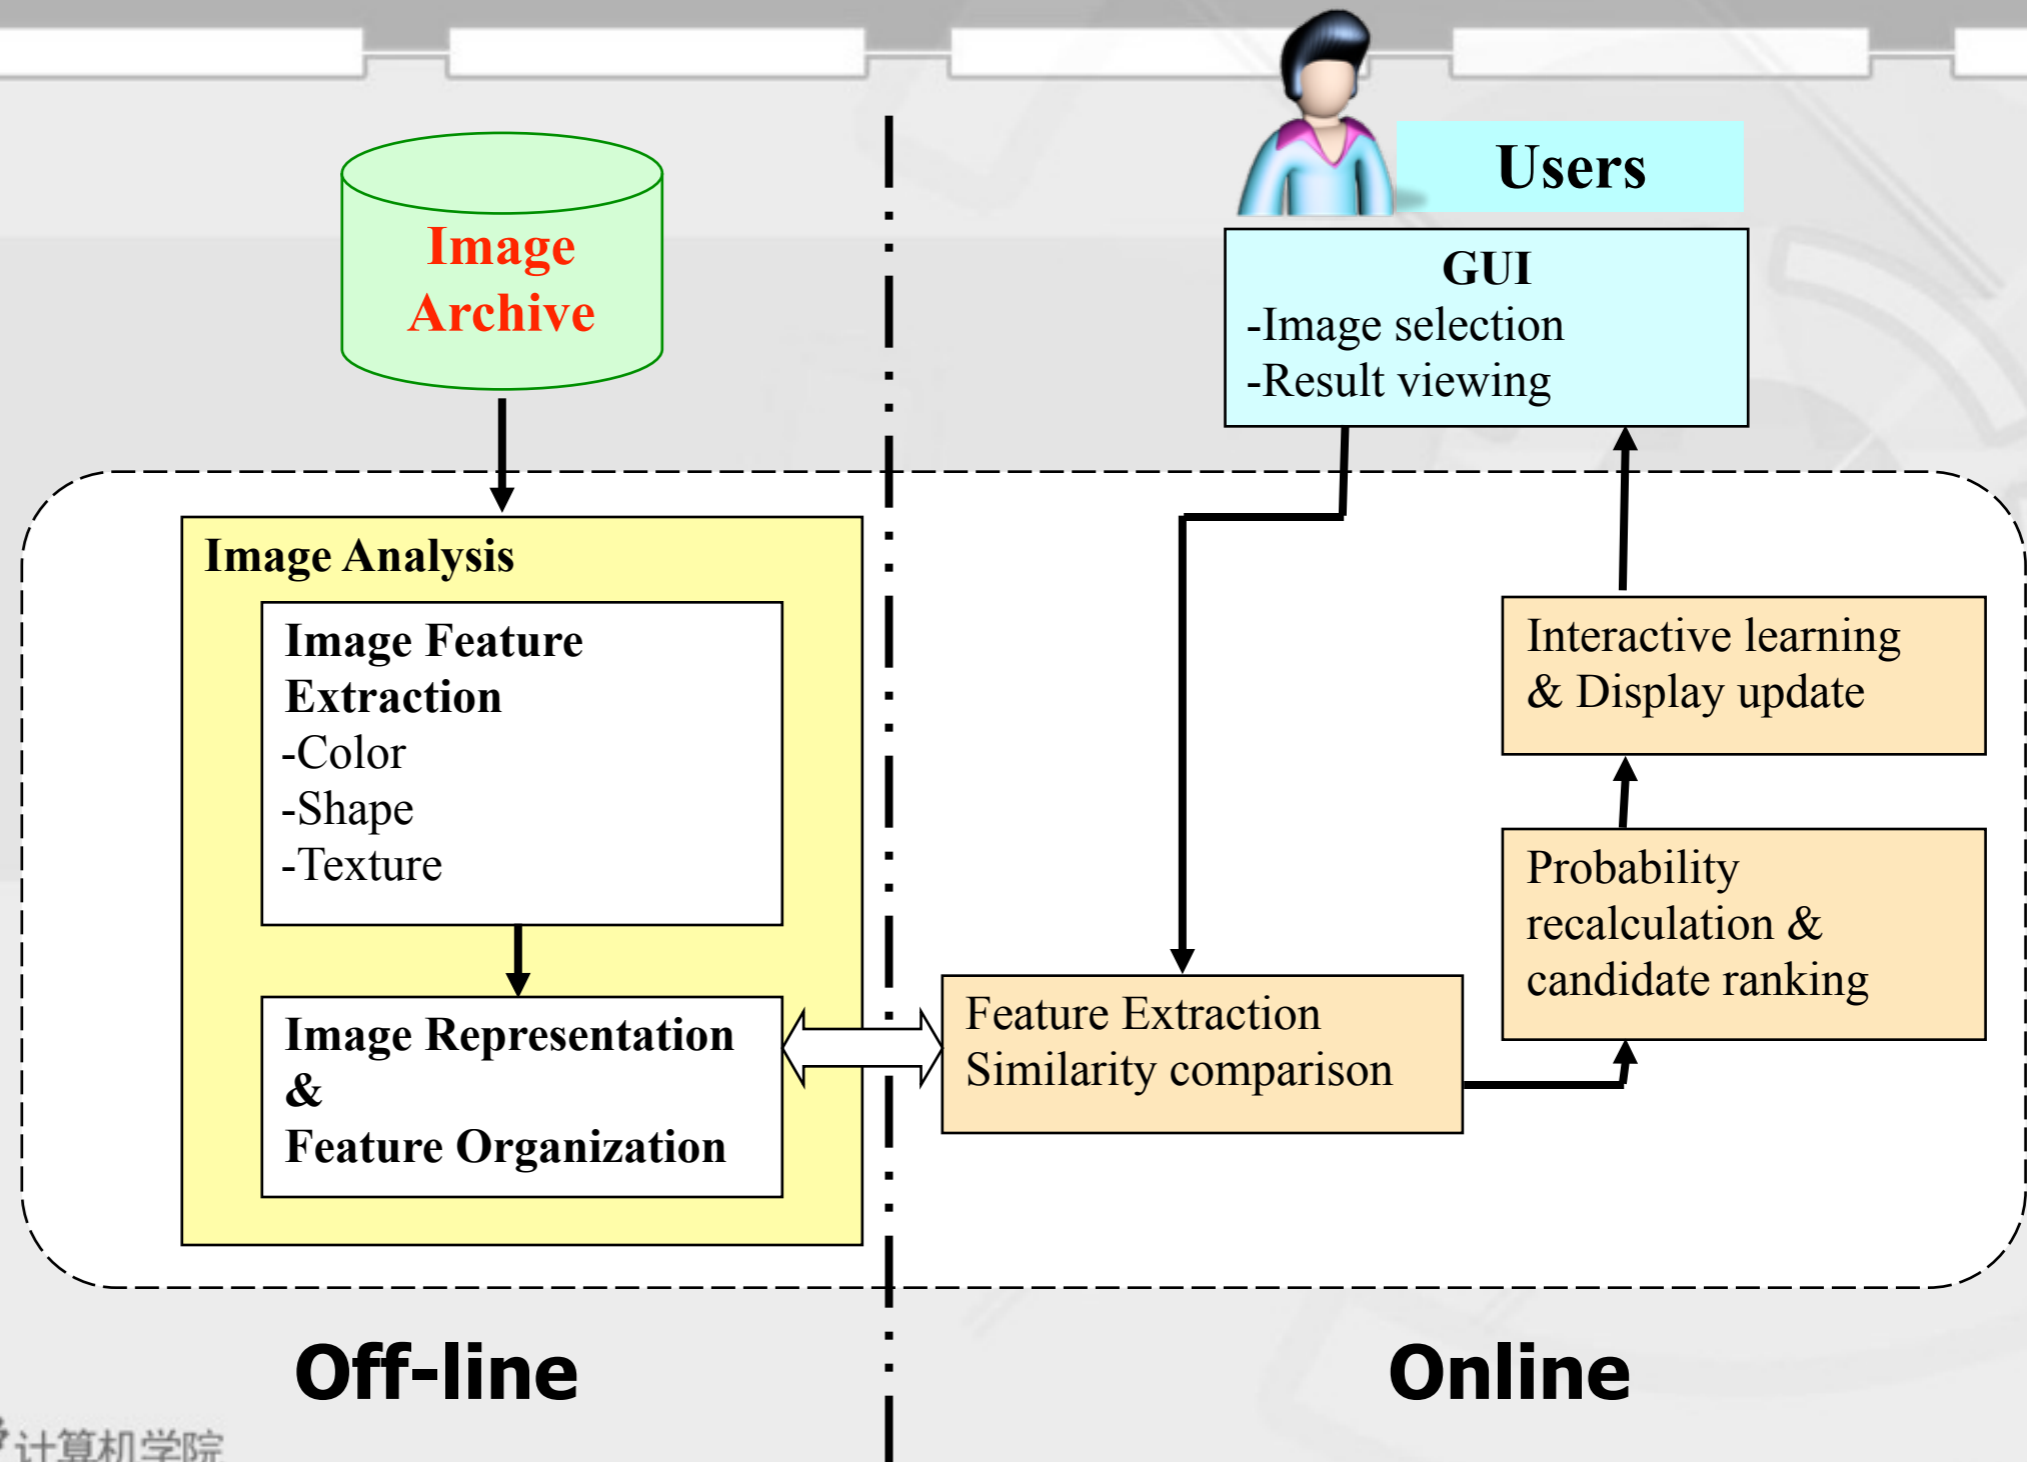 Users
Image
Archive
GUI
-Image selection
-Result viewing
Image Analysis
Image Feature
Extraction
-Color
-Shape
-Texture
Image Representation
&
Feature Organization
Feature Extraction
Similarity comparison
Interactive learning
& Display update
Probability
recalculation &
candidate ranking
Off-line
Online
计算机学院